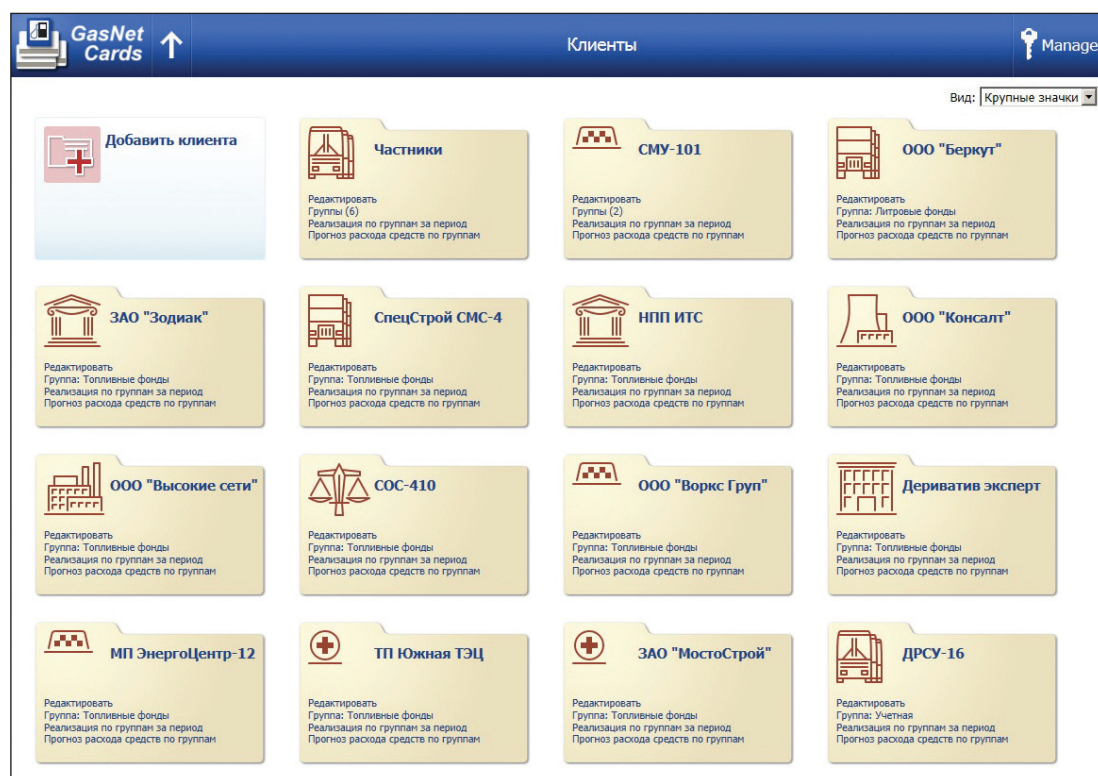 GasNet
Cards
Клиенты
Manage
Вид: Крупные значки
Добавить клиента
Частники
Редактировать
Группы (6)
Реализация по группам за период
Прогноз расхода средств по группам
СМУ-101
Редактировать
Группы (2)
Реализация по группам за период
Прогноз расхода средств по группам
ООО "Беркут"
Редактировать
Группа: Литровые фонды
Реализация по группам за период
Прогноз расхода средств по группам
ЗАО "Зодиак"
Редактировать
Группа: Топливные фонды
Реализация по группам за период
Прогноз расхода средств по группам
СпецСтрой СМС-4
Редактировать
Группа: Топливные фонды
Реализация по группам за период
Прогноз расхода средств по группам
НПП ИТС
Редактировать
Группа: Топливные фонды
Реализация по группам за период
Прогноз расхода средств по группам
ООО "Консалт"
Редактировать
Группа: Топливные фонды
Реализация по группам за период
Прогноз расхода средств по группам
ООО "Высокие сети"
Редактировать
Группа: Топливные фонды
Реализация по группам за период
Прогноз расхода средств по группам
СОС-410
Редактировать
Группа: Топливные фонды
Реализация по группам за период
Прогноз расхода средств по группам
ООО "Воркс Груп"
Редактировать
Группа: Топливные фонды
Реализация по группам за период
Прогноз расхода средств по группам
Дериватив эксперт
Редактировать
Группа: Топливные фонды
Реализация по группам за период
Прогноз расхода средств по группам
МП ЭнергоЦентр-12
Редактировать
Группа: Топливные фонды
Реализация по группам за период
Прогноз расхода средств по группам
ТП Южная ТЭЦ
Редактировать
Группа: Топливные фонды
Реализация по группам за период
Прогноз расхода средств по группам
ЗАО "МостоСтрой"
Редактировать
Группа: Топливные фонды
Реализация по группам за период
Прогноз расхода средств по группам
ДРСУ-16
Редактировать
Группа: Учетная
Реализация по группам за период
Прогноз расхода средств по группам